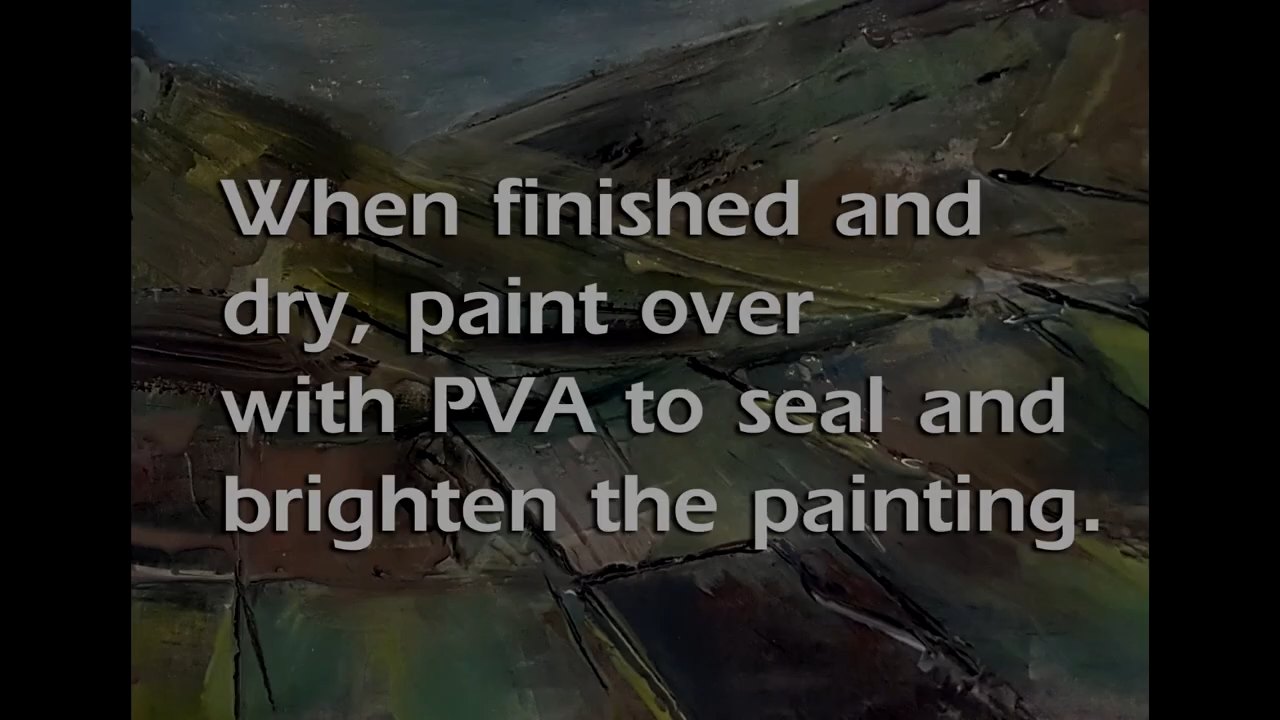 When finished and
dry, paint over
with PVA to seal and
brighten the painting.